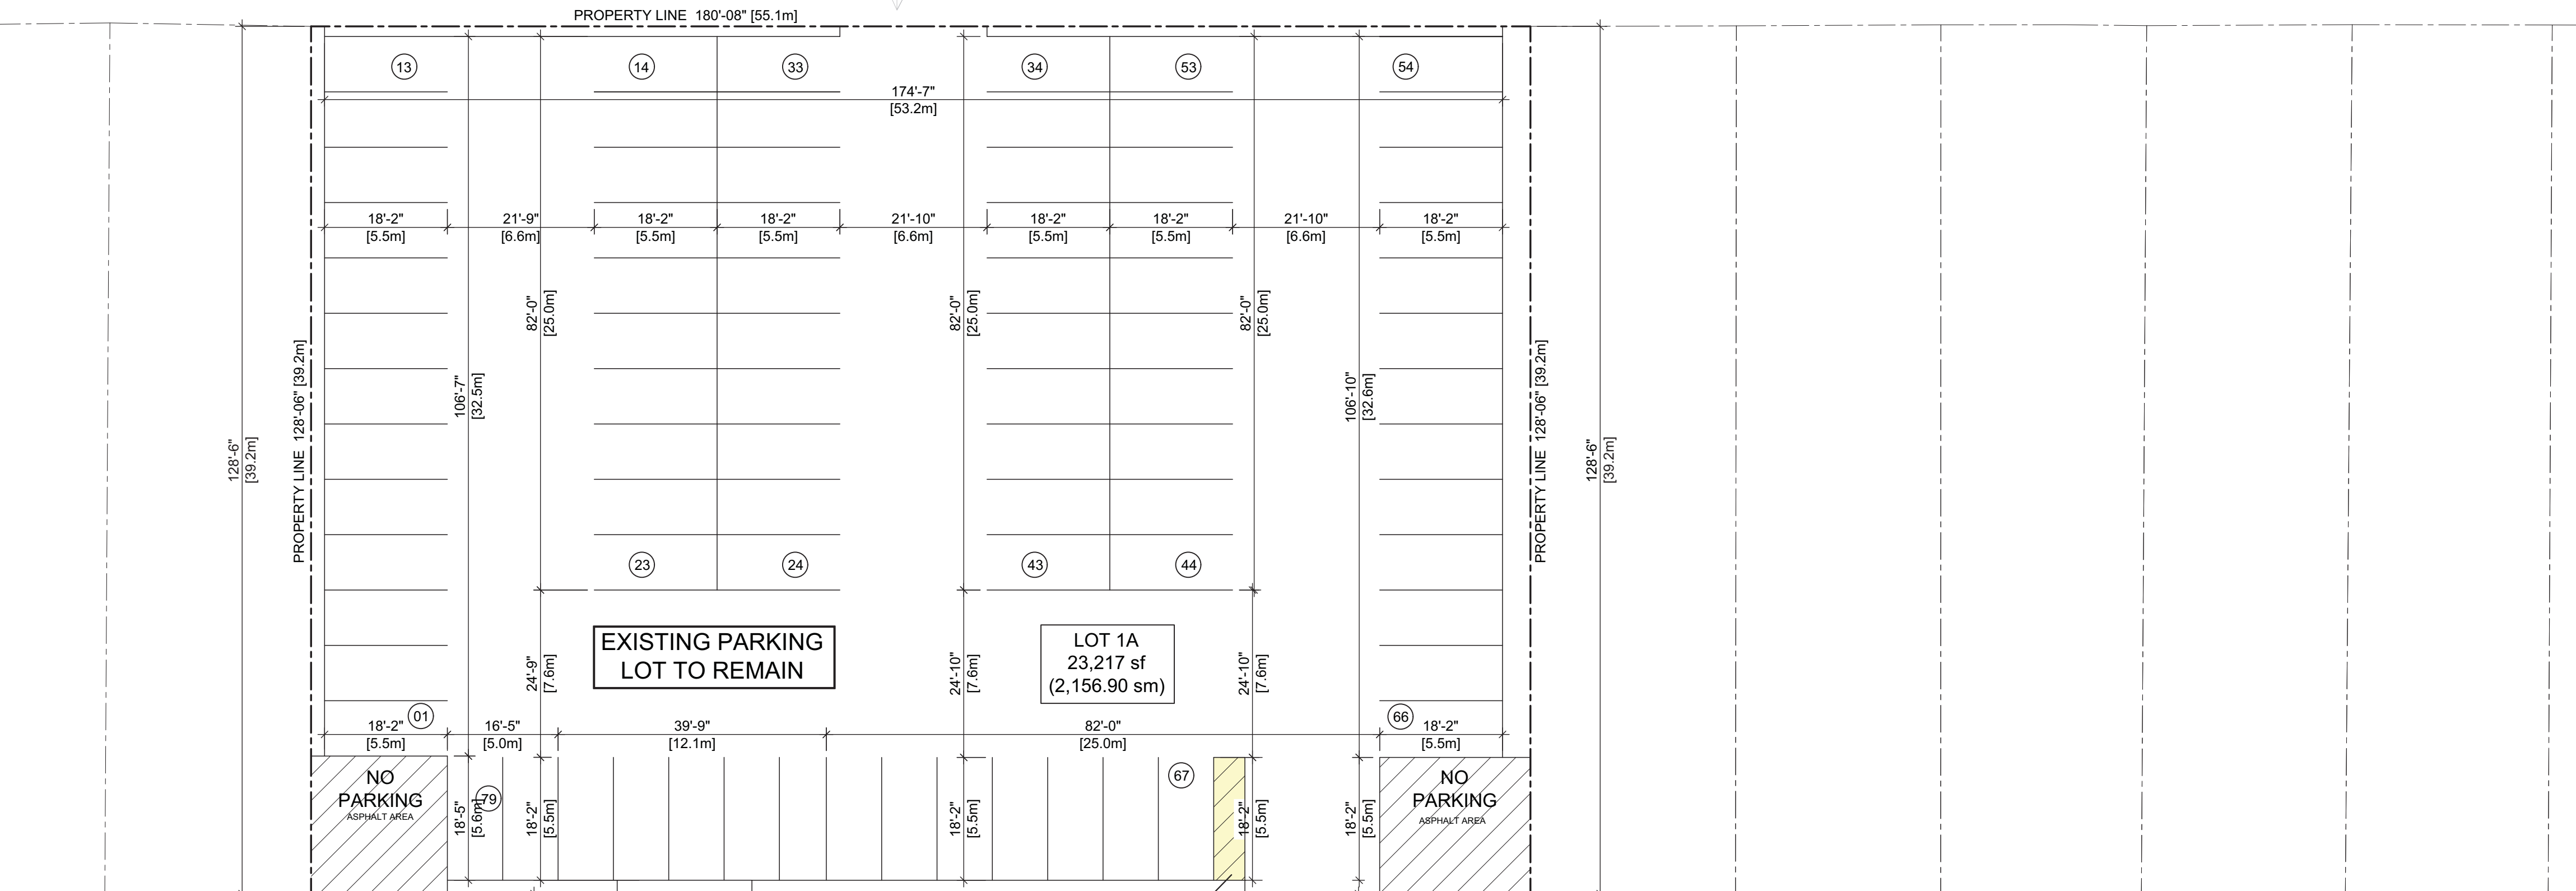 PROPERTY LINE 180'-08" [55.1m]
13
14
33
34
53
54
174'-7"
[53.2m]
18'-2"
[5.5m]
21'-9"
[6.6m]
18'-2"
[5.5m]
18'-2"
[5.5m]
21'-10"
[6.6m]
18'-2"
[5.5m]
18'-2"
[5.5m]
21'-10"
[6.6m]
18'-2"
[5.5m]
82'-0"
[25.0m]
82'-0"
[25.0m]
82'-0"
[25.0m]
128'-6"
[39.2m]
PROPERTY LINE 128'-06" [39.2m]
106'-7"
[32.5m]
106'-10"
[32.6m]
PROPERTY LINE 128'-06" [39.2m]
128'-6"
[39.2m]
23
24
43
44
EXISTING PARKING
LOT TO REMAIN
LOT 1A
23,217 sf
(2,156.90 sm)
24'-9"
[7.6m]
24'-10"
[7.6m]
24'-10"
[7.6m]
01
66
18'-2"
[5.5m]
16'-5"
[5.0m]
39'-9"
[12.1m]
82'-0"
[25.0m]
18'-2"
[5.5m]
NO
PARKING
ASPHALT AREA
79
18'-5"
[5.6m]
18'-2"
[5.5m]
18'-2"
[5.5m]
67
18'-2"
[5.5m]
18'-2"
[5.5m]
NO
PARKING
ASPHALT AREA